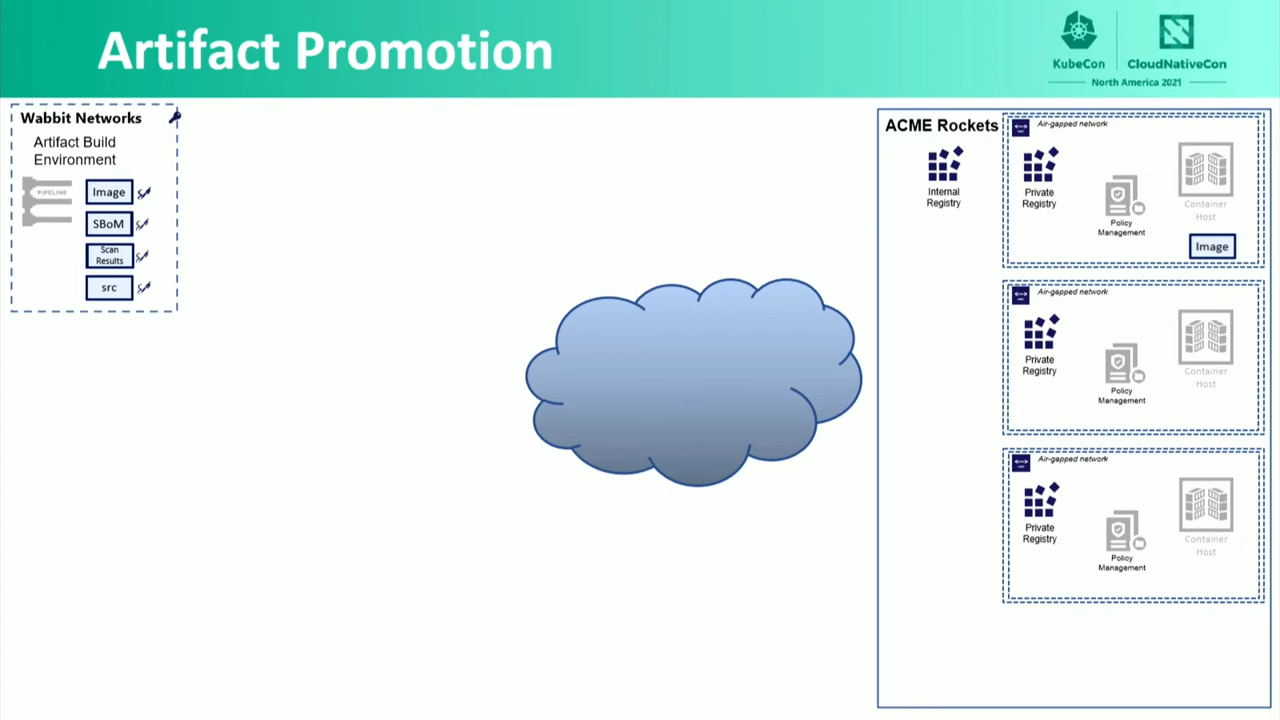 Artifact Promotion
KubeCon
CloudNativeCon
North America 2021
Wabbit Networks
Artifact Build
Environment
PIPELINE
Image
SBoM
Scan
Results
src
ACME Rockets
Internal
Registry
Air-gapped network
Private
Registry
Policy
Management
Container
Host
Image
Air-gapped network
Private
Registry
Policy
Management
Container
Host
Air-gapped network
Private
Registry
Policy
Management
Container
Host